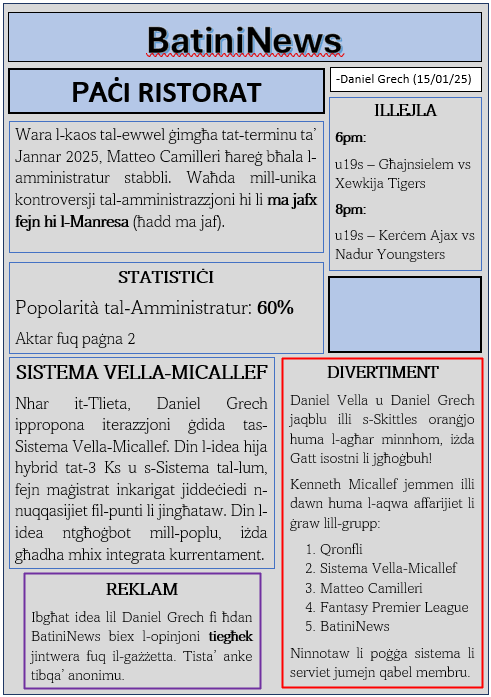 BatiniNews
PAĊI RISTORAT
-Daniel Grech (15/01/25)
Wara l-kaos tal-ewwel ġimgħa tat-terminu ta’
Jannar 2025, Matteo Camilleri ħareġ bħala l-
amministratur stabbli. Waħda mill-unika
kontroversji tal-amministrazzjoni hi li ma jafx
fejn hi l-Manresa (ħadd ma jaf).
ILLEJLA
6pm:
u19s – Għajnsielem vs
Xewkija Tigers
8pm:
u19s – Kerċem Ajax vs
Nadur Youngsters
STATISTIĊI
Popolarità tal-Amministratur: 60%
Aktar fuq paġna 2
SISTEMA VELLA-MICALLEF
Nhar it-Tlieta, Daniel Grech
ippropona iterazzjoni ġdida tas-
Sistema Vella-Micallef. Din l-idea hija
hybrid tat-3 Ks u s-Sistema tal-lum,
fejn maġistrat inkarigat jiddeċiedi n-
nuqqasijiet fil-punti li jingħataw. Din l-
idea ntgħoġbot mill-poplu, iżda
għadha mhix integrata kurrentament.
DIVERTIMENT
Daniel Vella u Daniel Grech
jaqblu illi s-Skittles oranġjo
huma l-agħar minnhom, iżda
Gatt isostni li jgħoġbuh!
Kenneth Micallef jemmen illi
dawn huma l-aqwa affarijiet li
ġraw lill-grupp:
1. Qronfli
2. Sistema Vella-Micallef
3. Matteo Camilleri
4. Fantasy Premier League
5. BatiniNews
Ninnotaw li poġġa sistema li
serviet jumejn qabel membru.
REKLAM
Ibgħat idea lil Daniel Grech fi ħdan
BatiniNews biex l-opinjoni tiegħek
jintwera fuq il-gażżetta. Tista’ anke
tibqa’ anonimu.